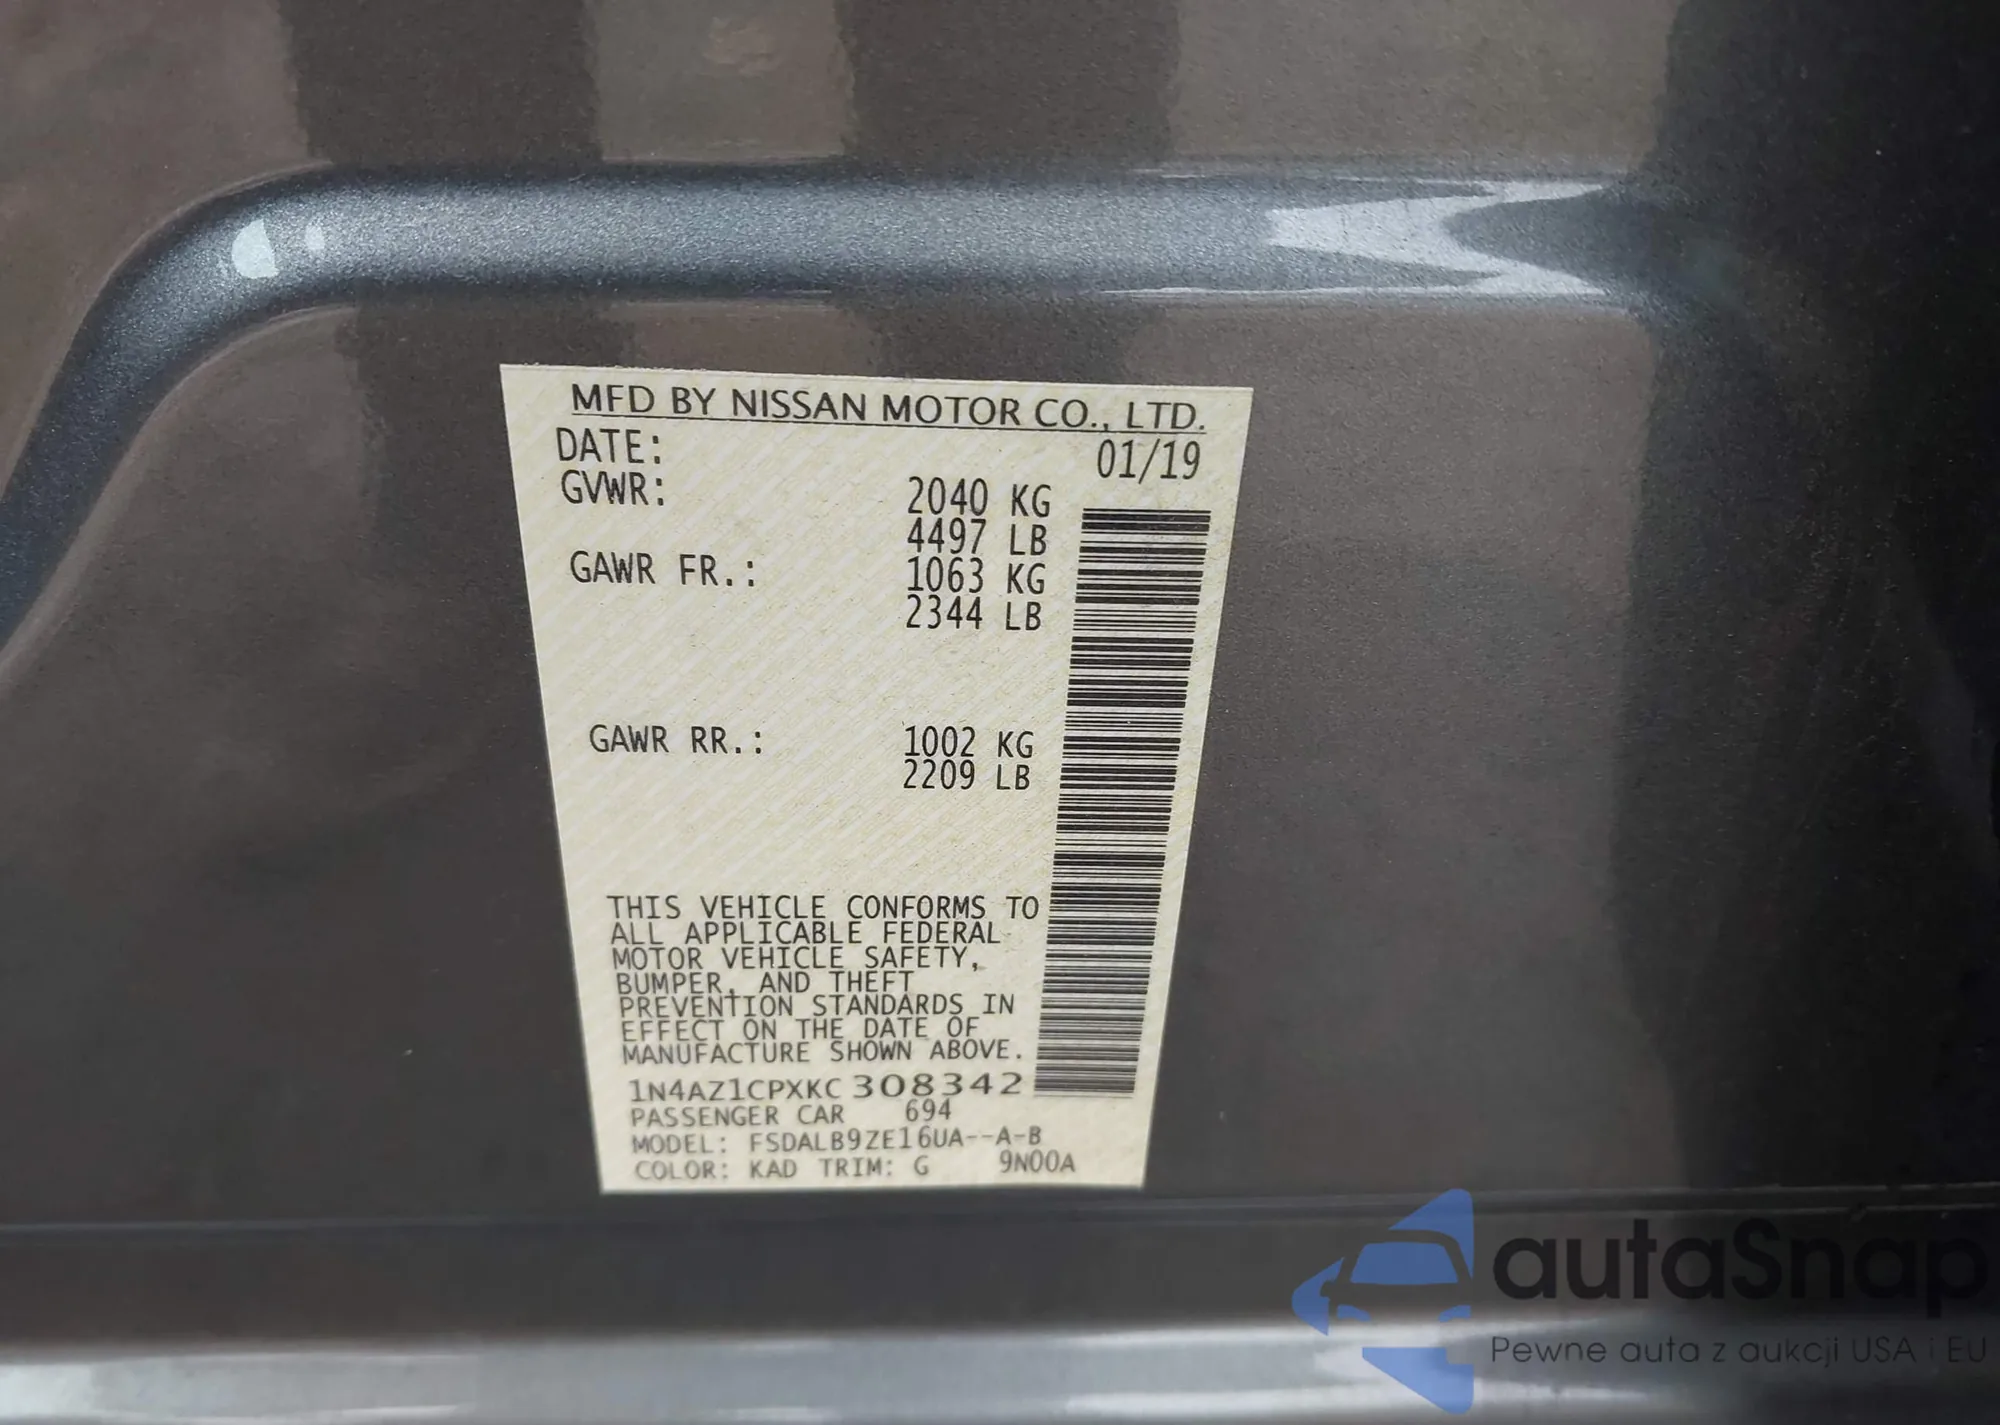 MFD BY NISSAN MOTOR CO., LTD.
DATE: 01/19
GVWR: 2040 KG
4497 LB
GAWR FR.: 1063 KG
2344 LB
GAWR RR.: 1002 KG
2209 LB
THIS VEHICLE CONFORMS TO
ALL APPLICABLE FEDERAL
MOTOR VEHICLE SAFETY,
BUMPER, AND THEFT
PREVENTION STANDARDS IN
EFFECT ON THE DATE OF
MANUFACTURE SHOWN ABOVE.
1N4AZ1CPXKC308342
PASSENGER CAR 694
MODEL: FSDALB9ZE16UA--A-B
COLOR: KAD TRIM: G 9N00A
autaSnap
Pewne auta z aukcji USA i EU